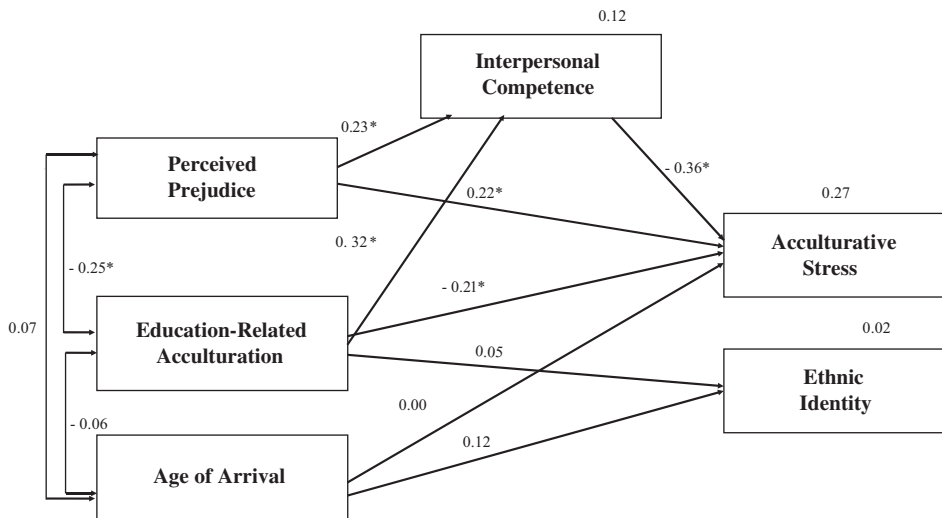 0.12
Interpersonal
Competence
0.23*
Perceived
Prejudice
- 0.36*
0.22*
0.27
0. 32*
Acculturative
Stress
- 0.25*
- 0.21*
0.07
Education-Related
Acculturation
0.02
0.05
Ethnic
Identity
0.00
- 0.06
0.12
Age of Arrival